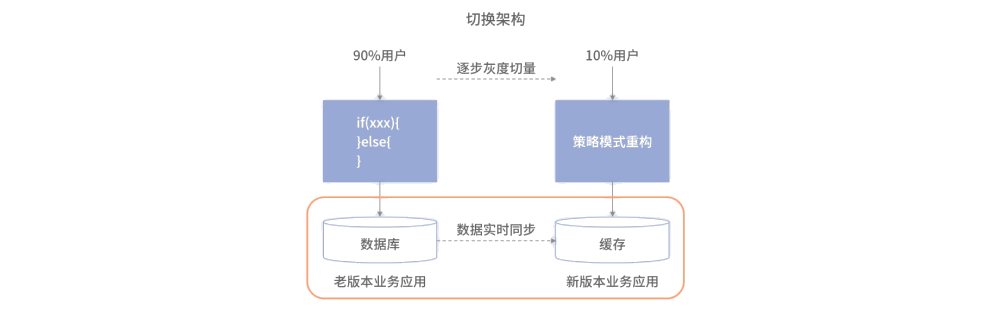 切换架构
90%用户
逐步灰度切量
10%用户
if(xxx){
}else{
}
策略模式重构
数据库
数据实时同步
缓存
老版本业务应用
新版本业务应用